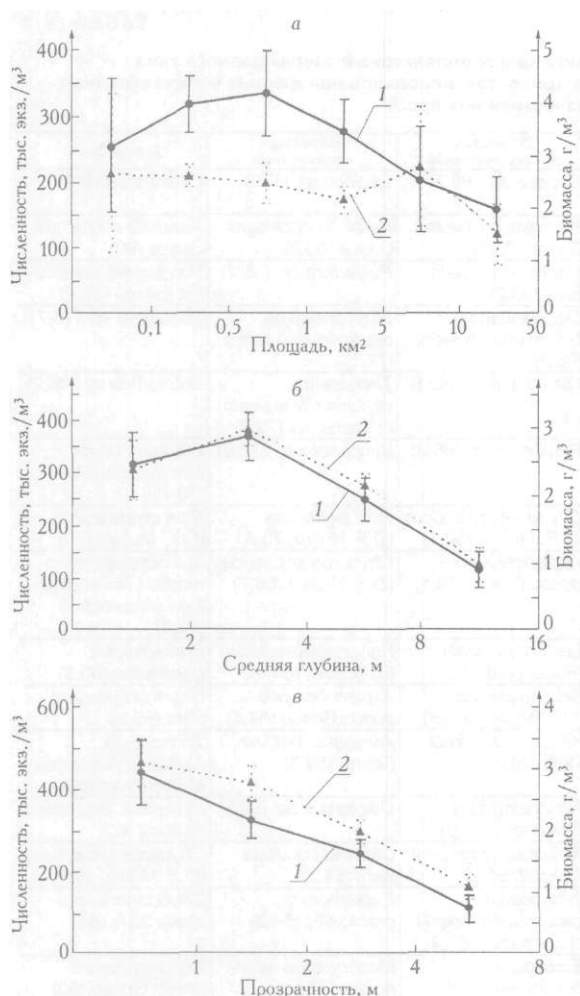 а
Численность, тыс. экз./м³
400
300
200
100
0
5
4
3
2
1
0
Биомасса, г/м³
1
2
0,1 0,5 1 5 10 50
Площадь, км²
б
Численность, тыс. экз./м³
400
300
200
100
0
3
2
1
0
Биомасса, г/м³
2
1
2 4 8 16
Средняя глубина, м
в
Численность, тыс. экз./м³
600
400
200
0
4
3
2
1
0
Биомасса, г/м³
2
1
1 2 4 8
Прозрачность, м